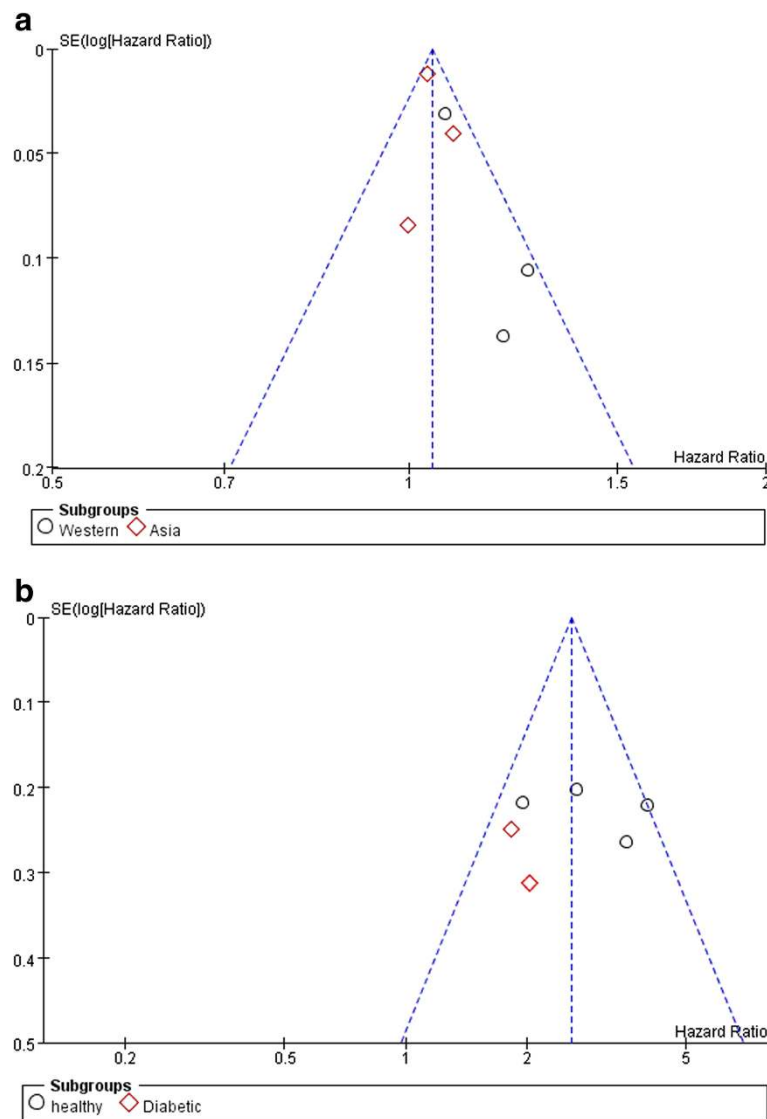 a
SE(log[Hazard Ratio])
0
0.05
0.1
0.15
0.2
Hazard Ratio
0.5 0.7 1 1.5 2
Subgroups
Western Asia
b
SE(log[Hazard Ratio])
0
0.1
0.2
0.3
0.4
0.5
Hazard Ratio
0.2 0.5 1 2 5
Subgroups
healthy Diabetic